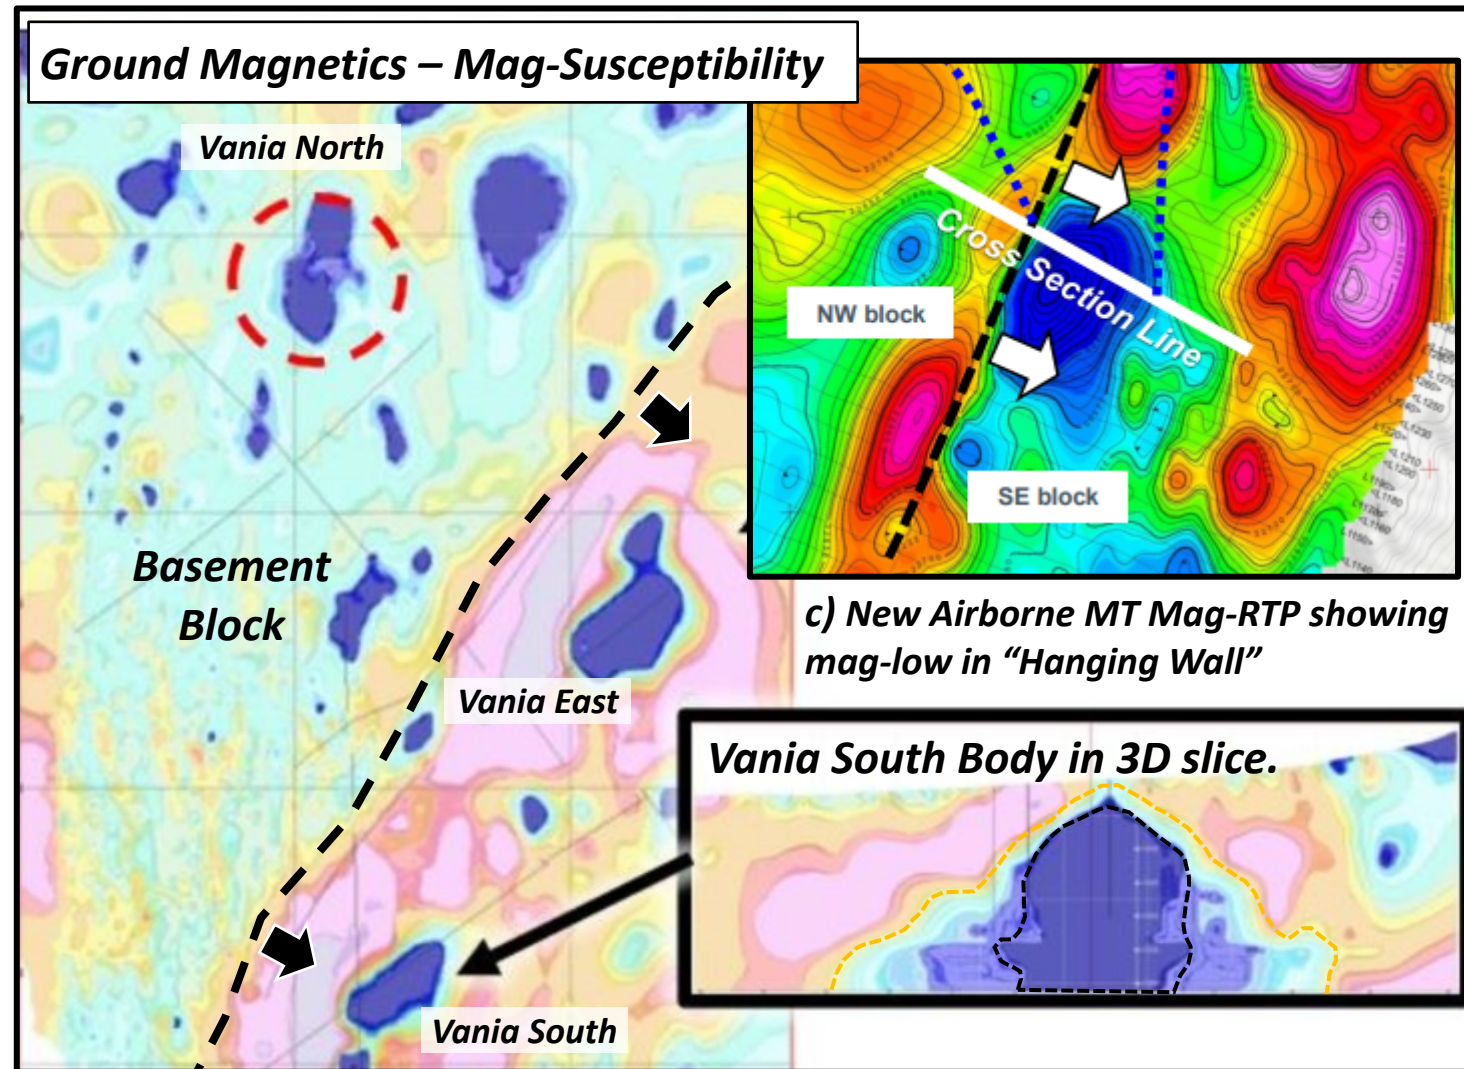 Ground Magnetics – Mag-Susceptibility
Vania North
Cross Section Line
NW block
SE block
Basement
Block
c) New Airborne MT Mag-RTP showing
mag-low in “Hanging Wall”
Vania East
Vania South Body in 3D slice.
Vania South